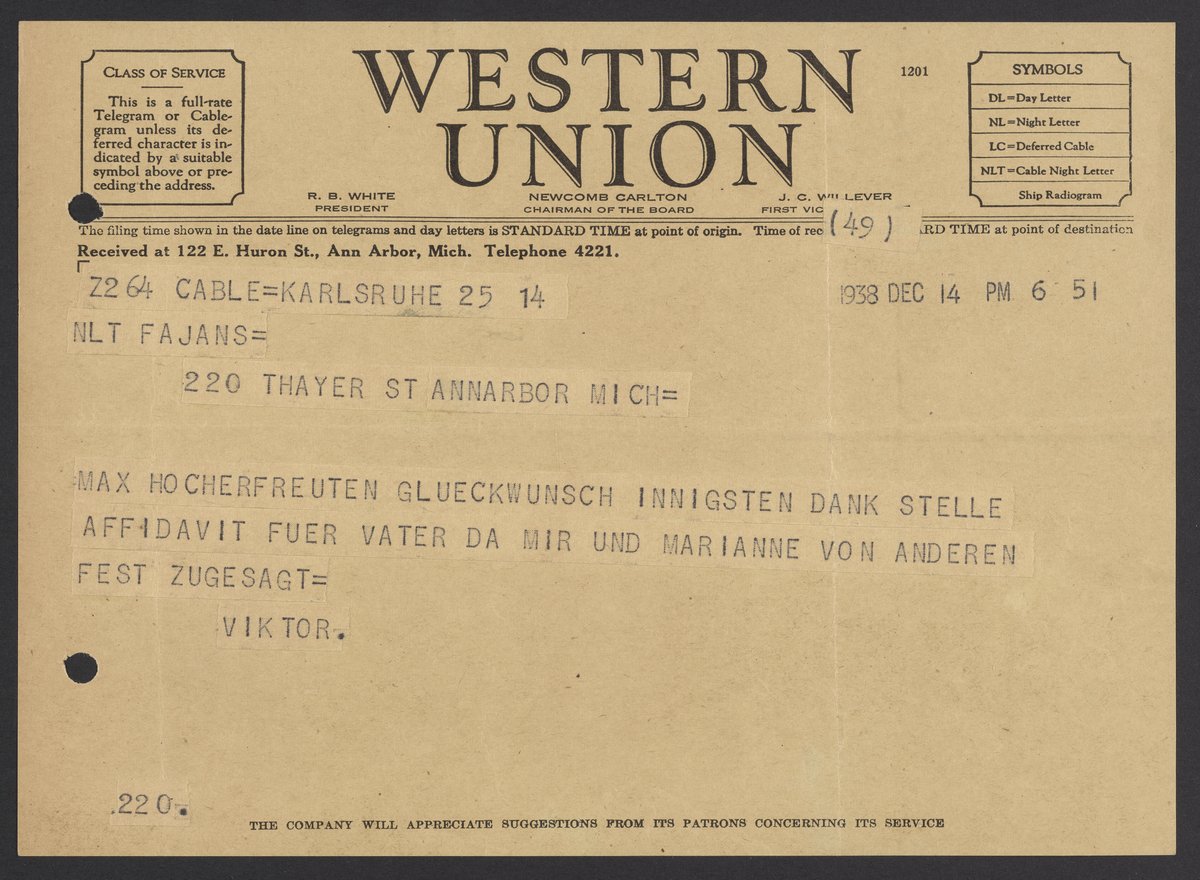 CLASS OF SERVICE
This is a full-rate
Telegram or Cable-
gram unless its de-
ferred character is in-
dicated by a suitable
symbol above or pre-
ceding the address.
WESTERN
UNION
1201
SYMBOLS
DL=Day Letter
NL=Night Letter
LC=Deferred Cable
NLT=Cable Night Letter
Ship Radiogram
R. B. WHITE
PRESIDENT
NEWCOMB CARLTON
CHAIRMAN OF THE BOARD
J. C. WILLEVER
FIRST VIC
The filing time shown in the date line on telegrams and day letters is STANDARD TIME at point of origin. Time of rec (49) ARD TIME at point of destination
Received at 122 E. Huron St., Ann Arbor, Mich. Telephone 4221.
Z264 CABLE=KARLSRUHE 25 14
1938 DEC 14 PM 6 51
NLT FAJANS=
220 THAYER ST ANNARBOR MICH=
MAX HOCHERFREUTEN GLUECKWUNSCH INNIGSTEN DANK STELLE
AFFIDAVIT FUER VATER DA MIR UND MARIANNE VON ANDEREN
FEST ZUGESAGT=
VIKTOR.
.220-.
THE COMPANY WILL APPRECIATE SUGGESTIONS FROM ITS PATRONS CONCERNING ITS SERVICE